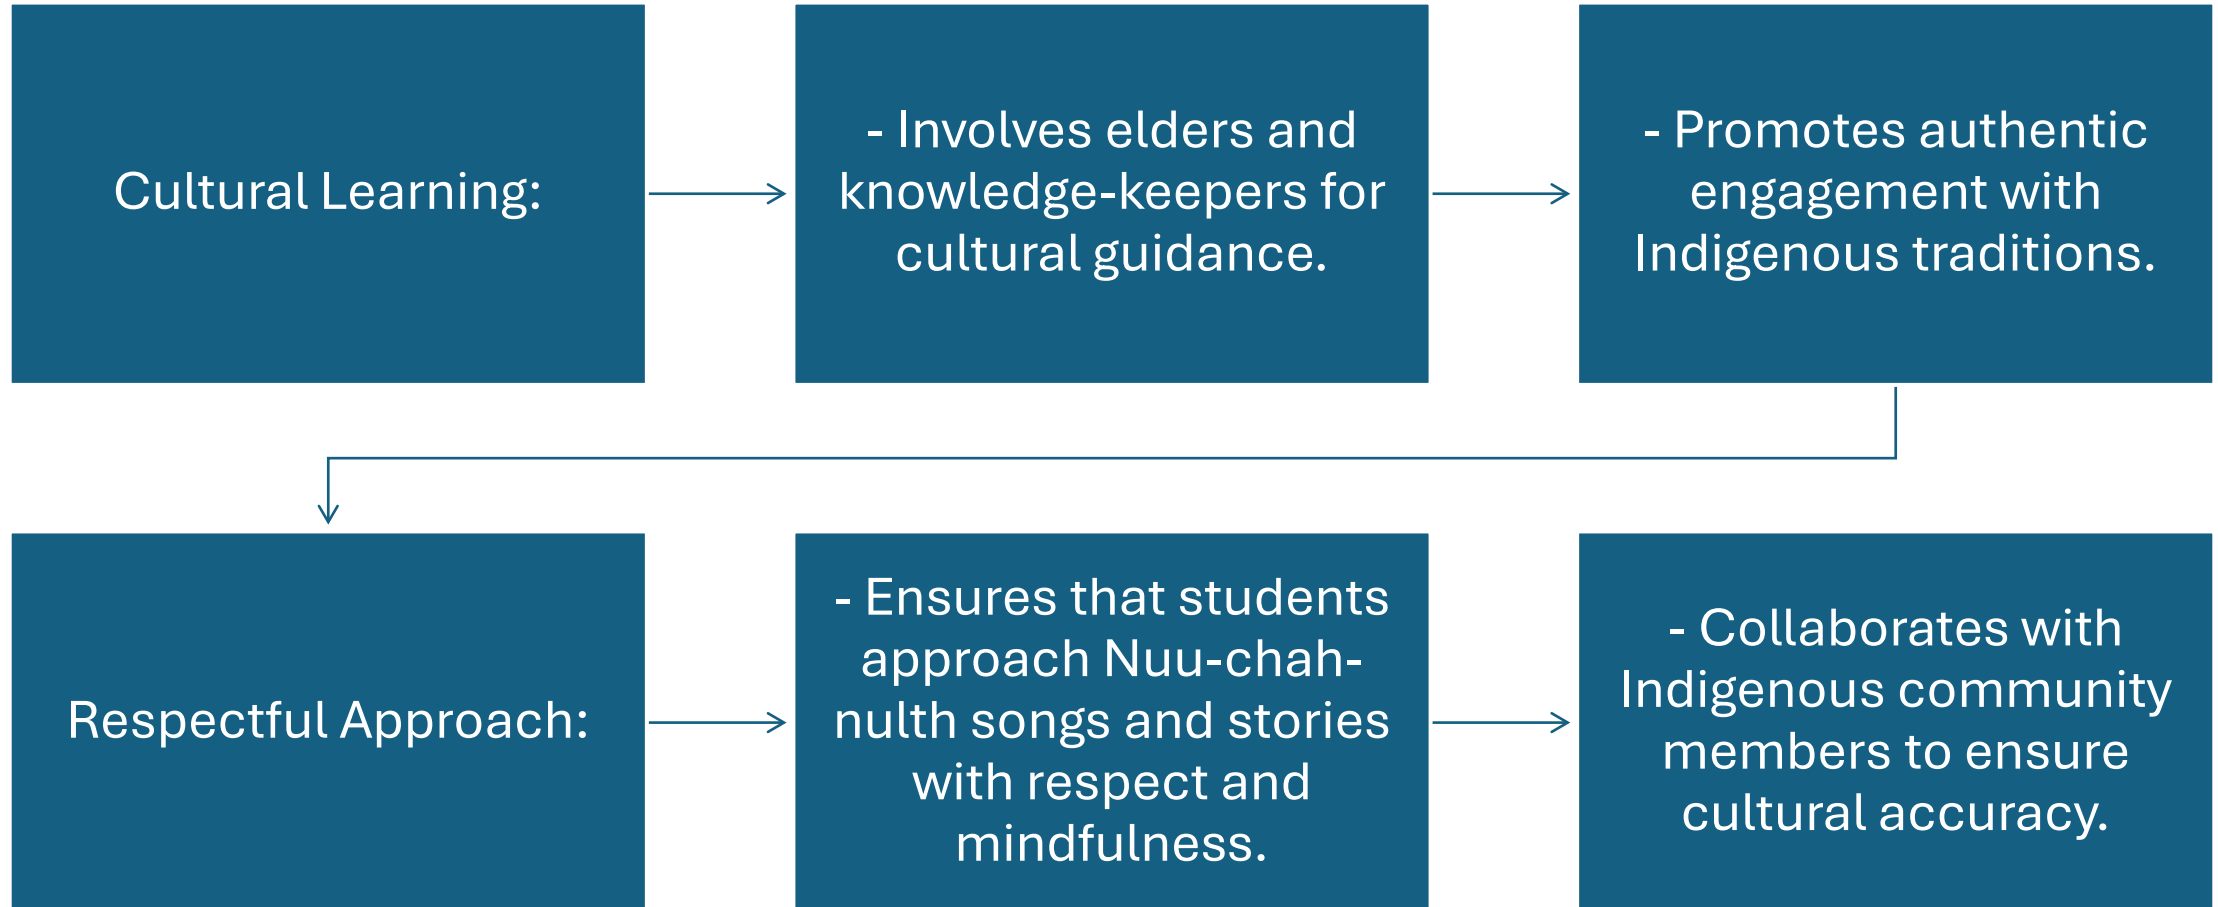 Cultural Learning:
- Involves elders and
knowledge-keepers for
cultural guidance.
- Promotes authentic
engagement with
Indigenous traditions.
Respectful Approach:
- Ensures that students
approach Nuu-chah-
nulth songs and stories
with respect and
mindfulness.
- Collaborates with
Indigenous community
members to ensure
cultural accuracy.